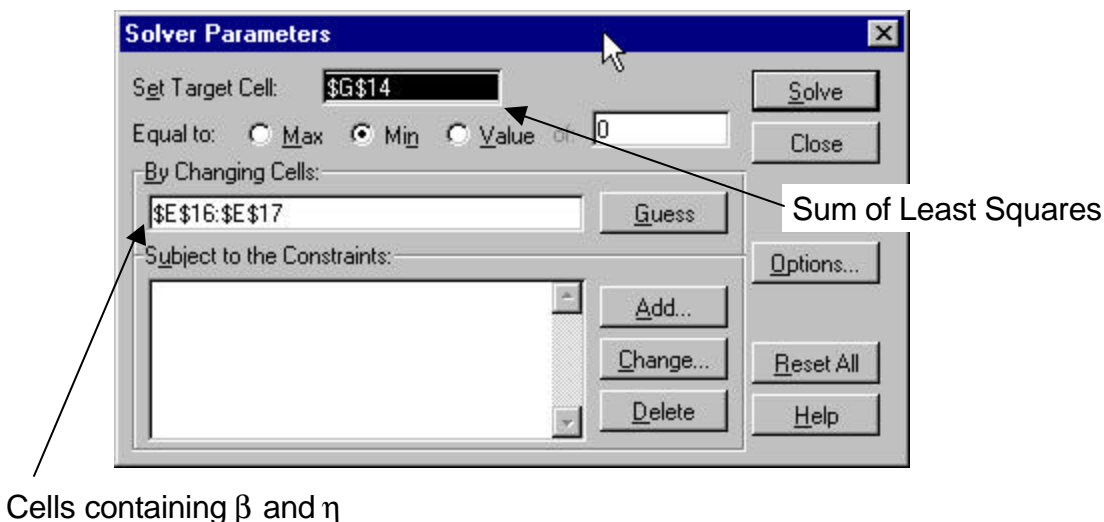 Solver Parameters
Set Target Cell: $G$14 Solve
Equal to: Max Min Value of: 0 Close
By Changing Cells:
$E$16:$E$17 Guess Sum of Least Squares
Subject to the Constraints: Options...
Add...
Change... Reset All
Delete Help
Cells containing β and η